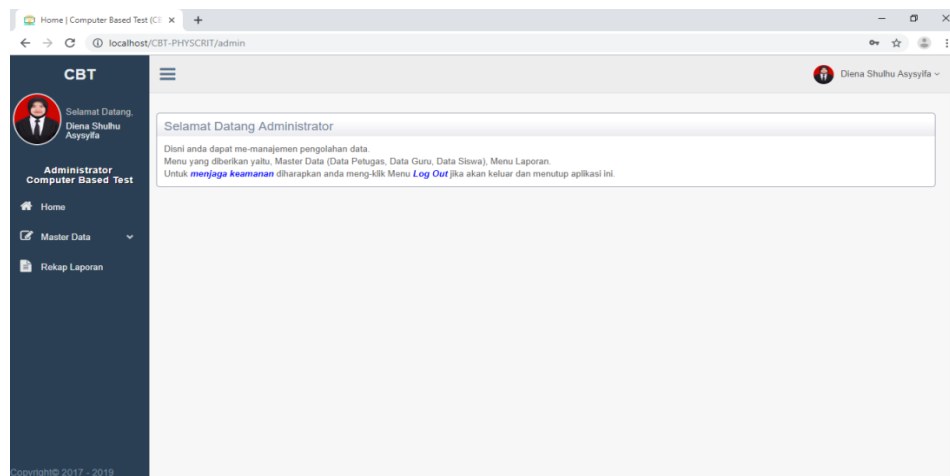 Home | Computer Based Test (CB
localhost/CBT-PHYSCRIT/admin
CBT
Diena Shulhu Asysyifa
Selamat Datang,
Diena Shulhu
Asysyifa
Administrator
Computer Based Test
Home
Master Data
Rekap Laporan
Selamat Datang Administrator
Disni anda dapat me-manajemen pengolahan data.
Menu yang diberikan yaitu, Master Data (Data Petugas, Data Guru, Data Siswa), Menu Laporan.
Untuk menjaga keamanan diharapkan anda meng-klik Menu Log Out jika akan keluar dan menutup aplikasi ini.
Copyright© 2017 - 2019